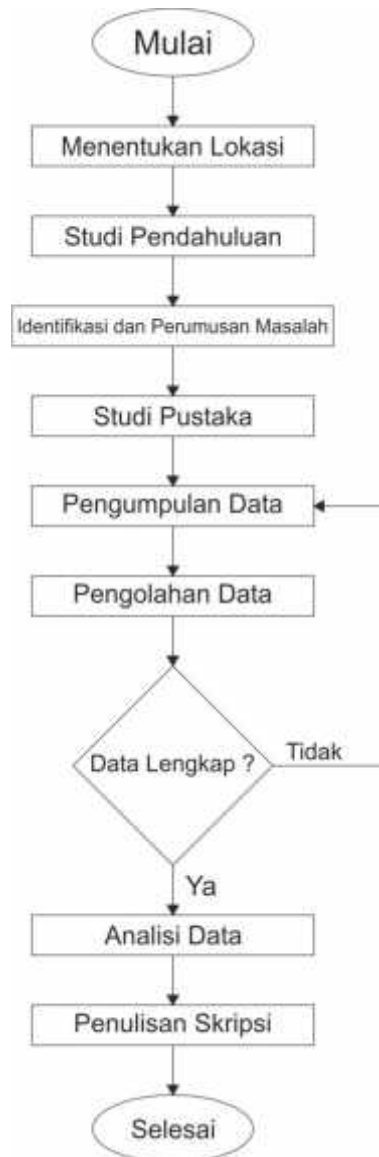 Mulai
Menentukan Lokasi
Studi Pendahuluan
Identifikasi dan Perumusan Masalah
Studi Pustaka
Pengumpulan Data
Pengolahan Data
Data Lengkap ?
Tidak
Ya
Analisi Data
Penulisan Skripsi
Selesai